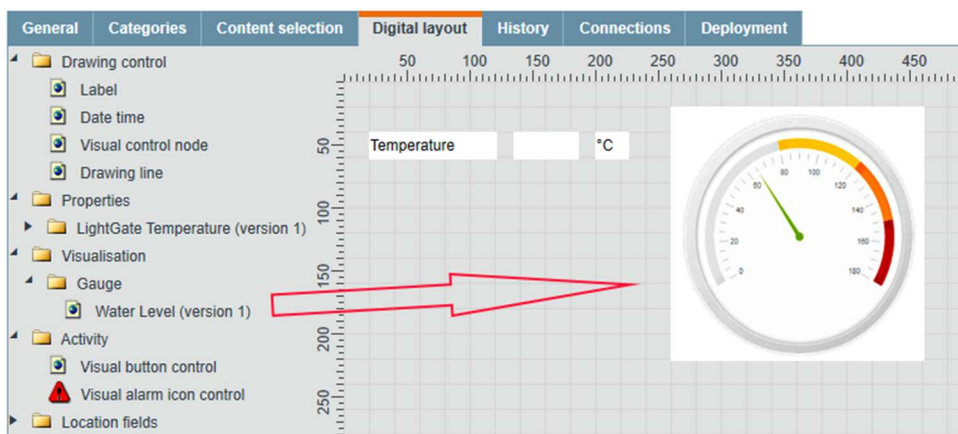 General Categories Content selection Digital layout History Connections Deployment
Drawing control
Label
Date time
Visual control node
Drawing line
Properties
LightGate Temperature (version 1)
Visualisation
Gauge
Water Level (version 1)
Activity
Visual button control
Visual alarm icon control
Location fields
50 100 150 200 250 300 350 400 450
50
100
150
200
250
Temperature °C
0
20
40
60
80
100
120
140
160
180